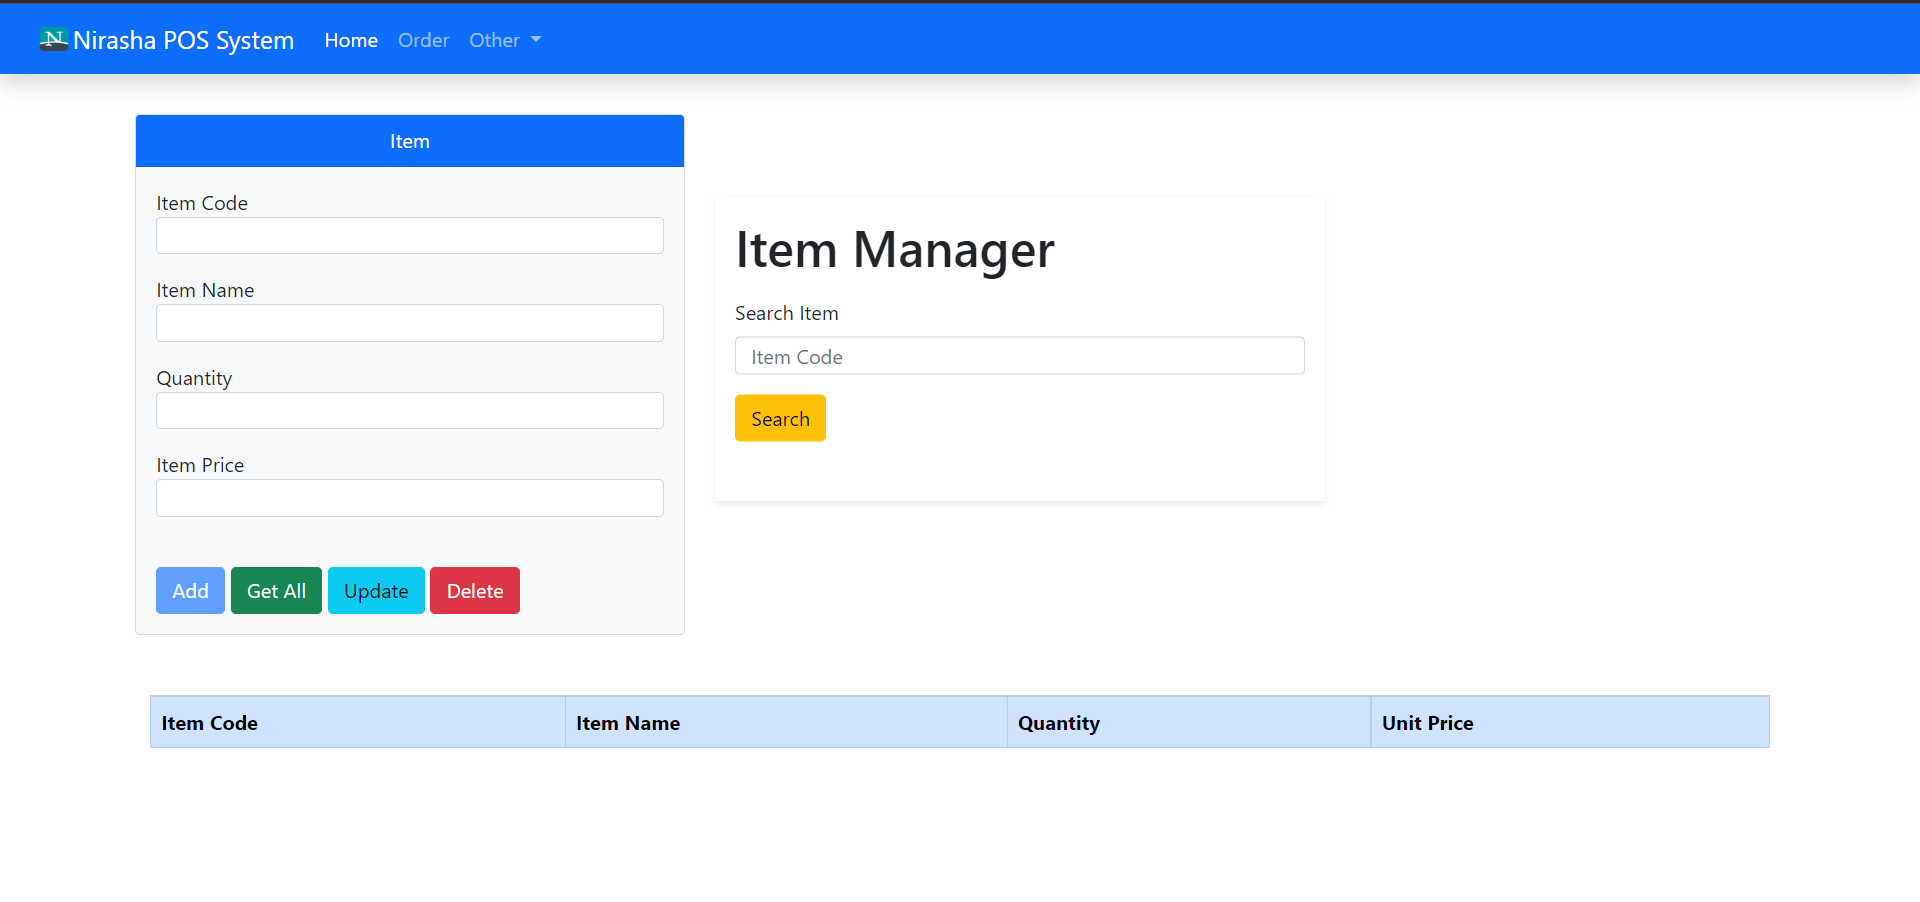 N Nirasha POS System Home Order Other
Item
Item Code
Item Name
Quantity
Item Price
Add Get All Update Delete
Item Manager
Search Item
Item Code
Search
Item Code Item Name Quantity Unit Price